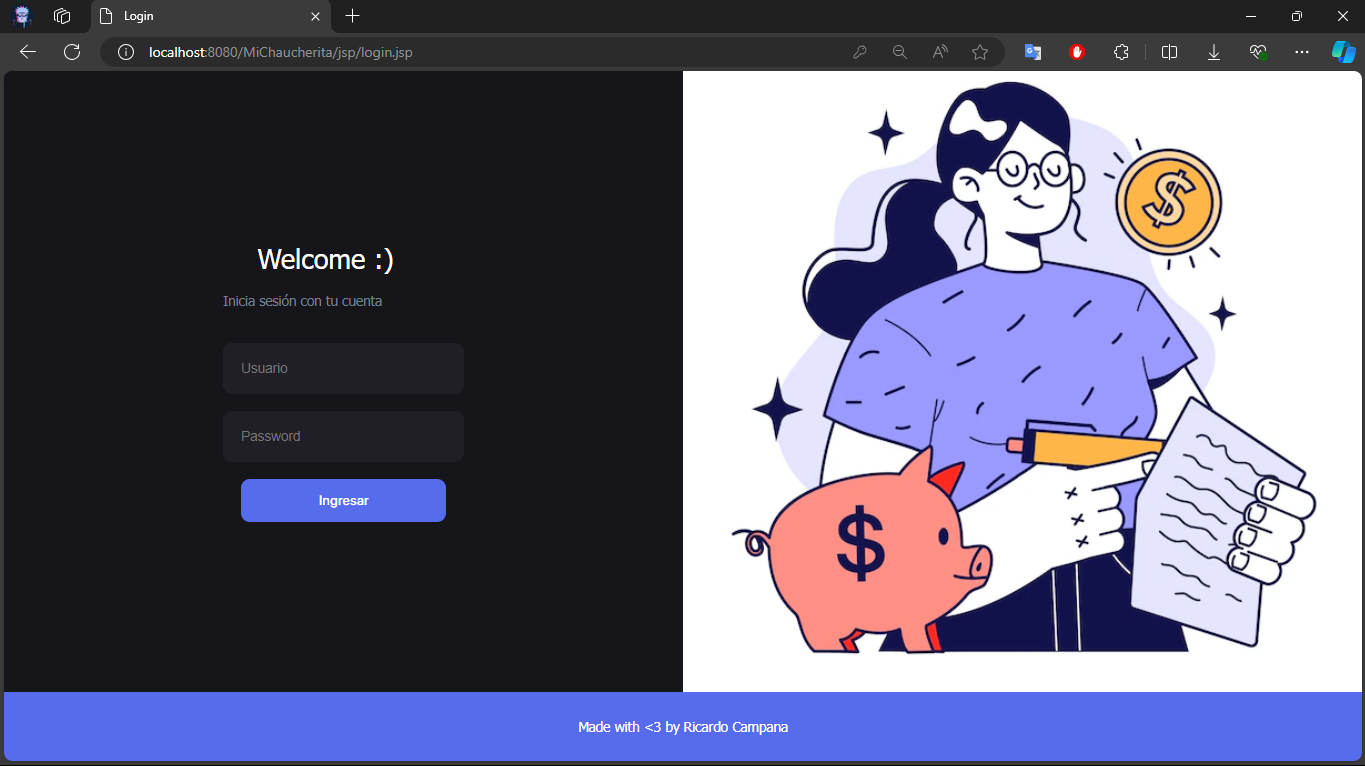 Login
localhost:8080/MiChaucherita/jsp/login.jsp
Welcome :)
Inicia sesión con tu cuenta
Usuario
Password
Ingresar
$
$
Made with <3 by Ricardo Campana